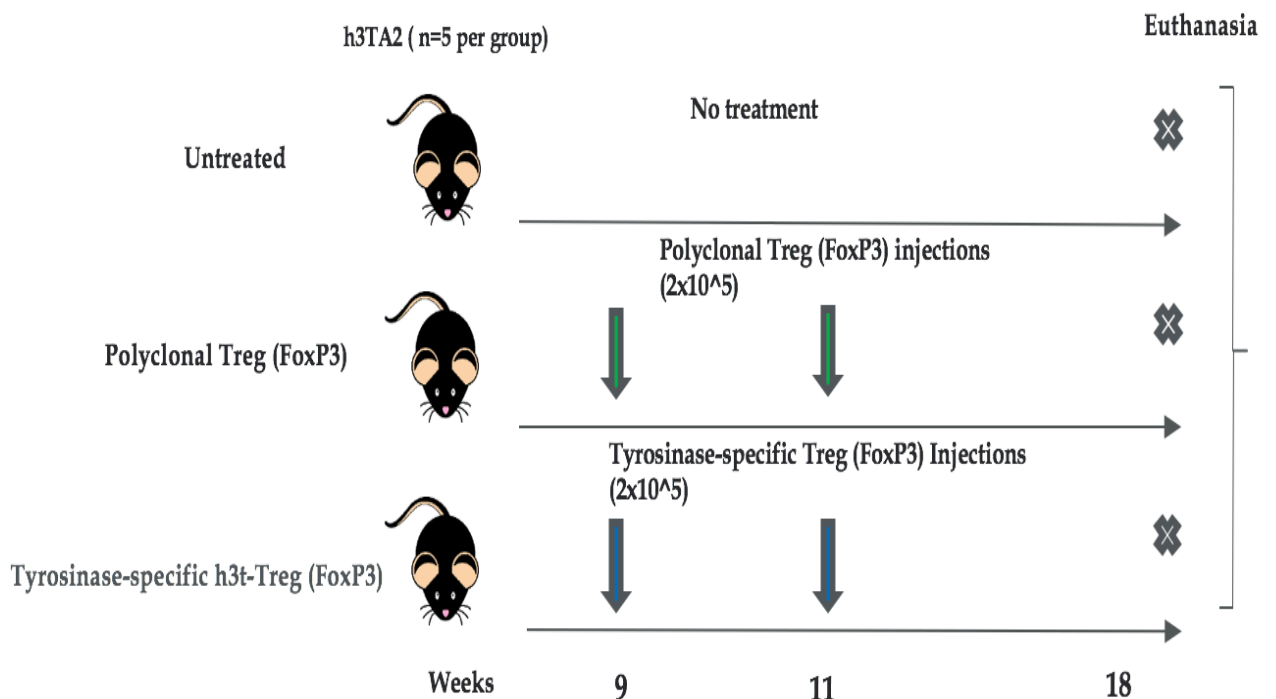 h3TA2 ( n=5 per group)
Euthanasia
No treatment
Untreated
Polyclonal Treg (FoxP3) injections
(2x10^5)
Polyclonal Treg (FoxP3)
Tyrosinase-specific Treg (FoxP3) Injections
(2x10^5)
Tyrosinase-specific h3t-Treg (FoxP3)
Weeks 9 11 18